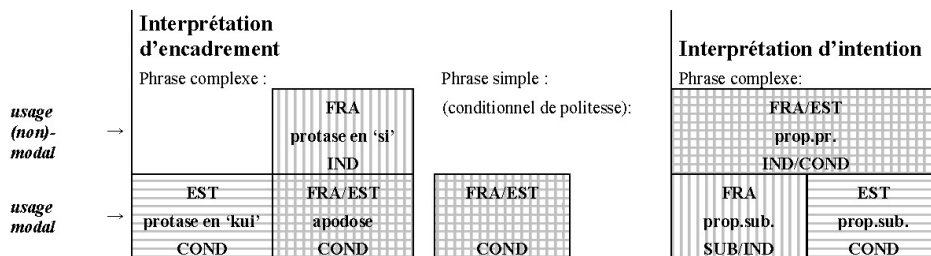 Interprétation
d’encadrement
Interprétation d’intention
Phrase complexe :
Phrase simple :
Phrase complexe:
(conditionnel de politesse):
usage
(non)-
modal
→
FRA
protase en ‘si’
IND
FRA/EST
prop.pr.
IND/COND
usage
modal
→
EST
protase en ‘kui’
COND
FRA/EST
apodose
COND
FRA/EST
COND
FRA
prop.sub.
SUB/IND
EST
prop.sub.
COND